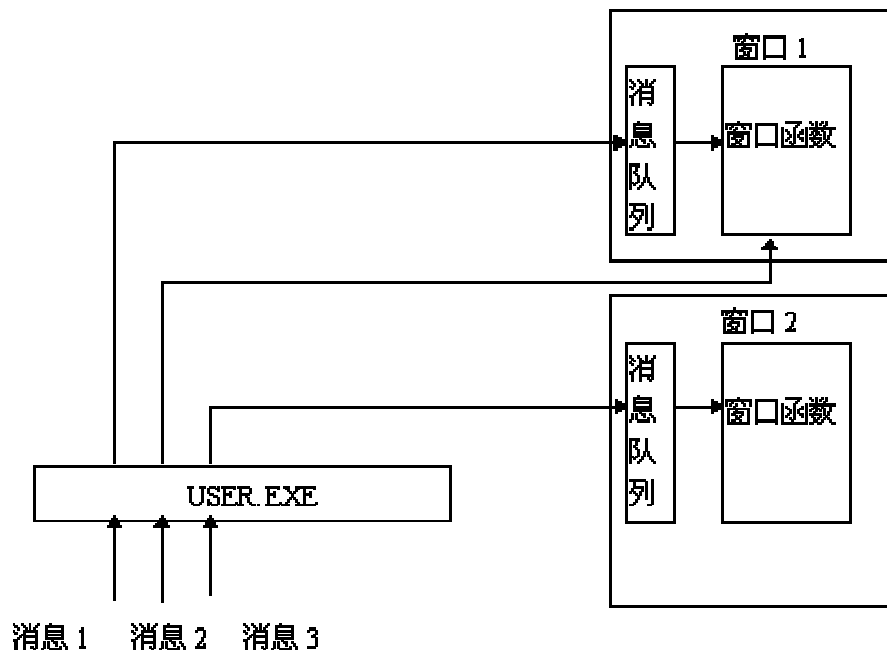 窗口 1
消息队列
窗口函数
窗口 2
消息队列
窗口函数
USER.EXE
消息 1
消息 2
消息 3